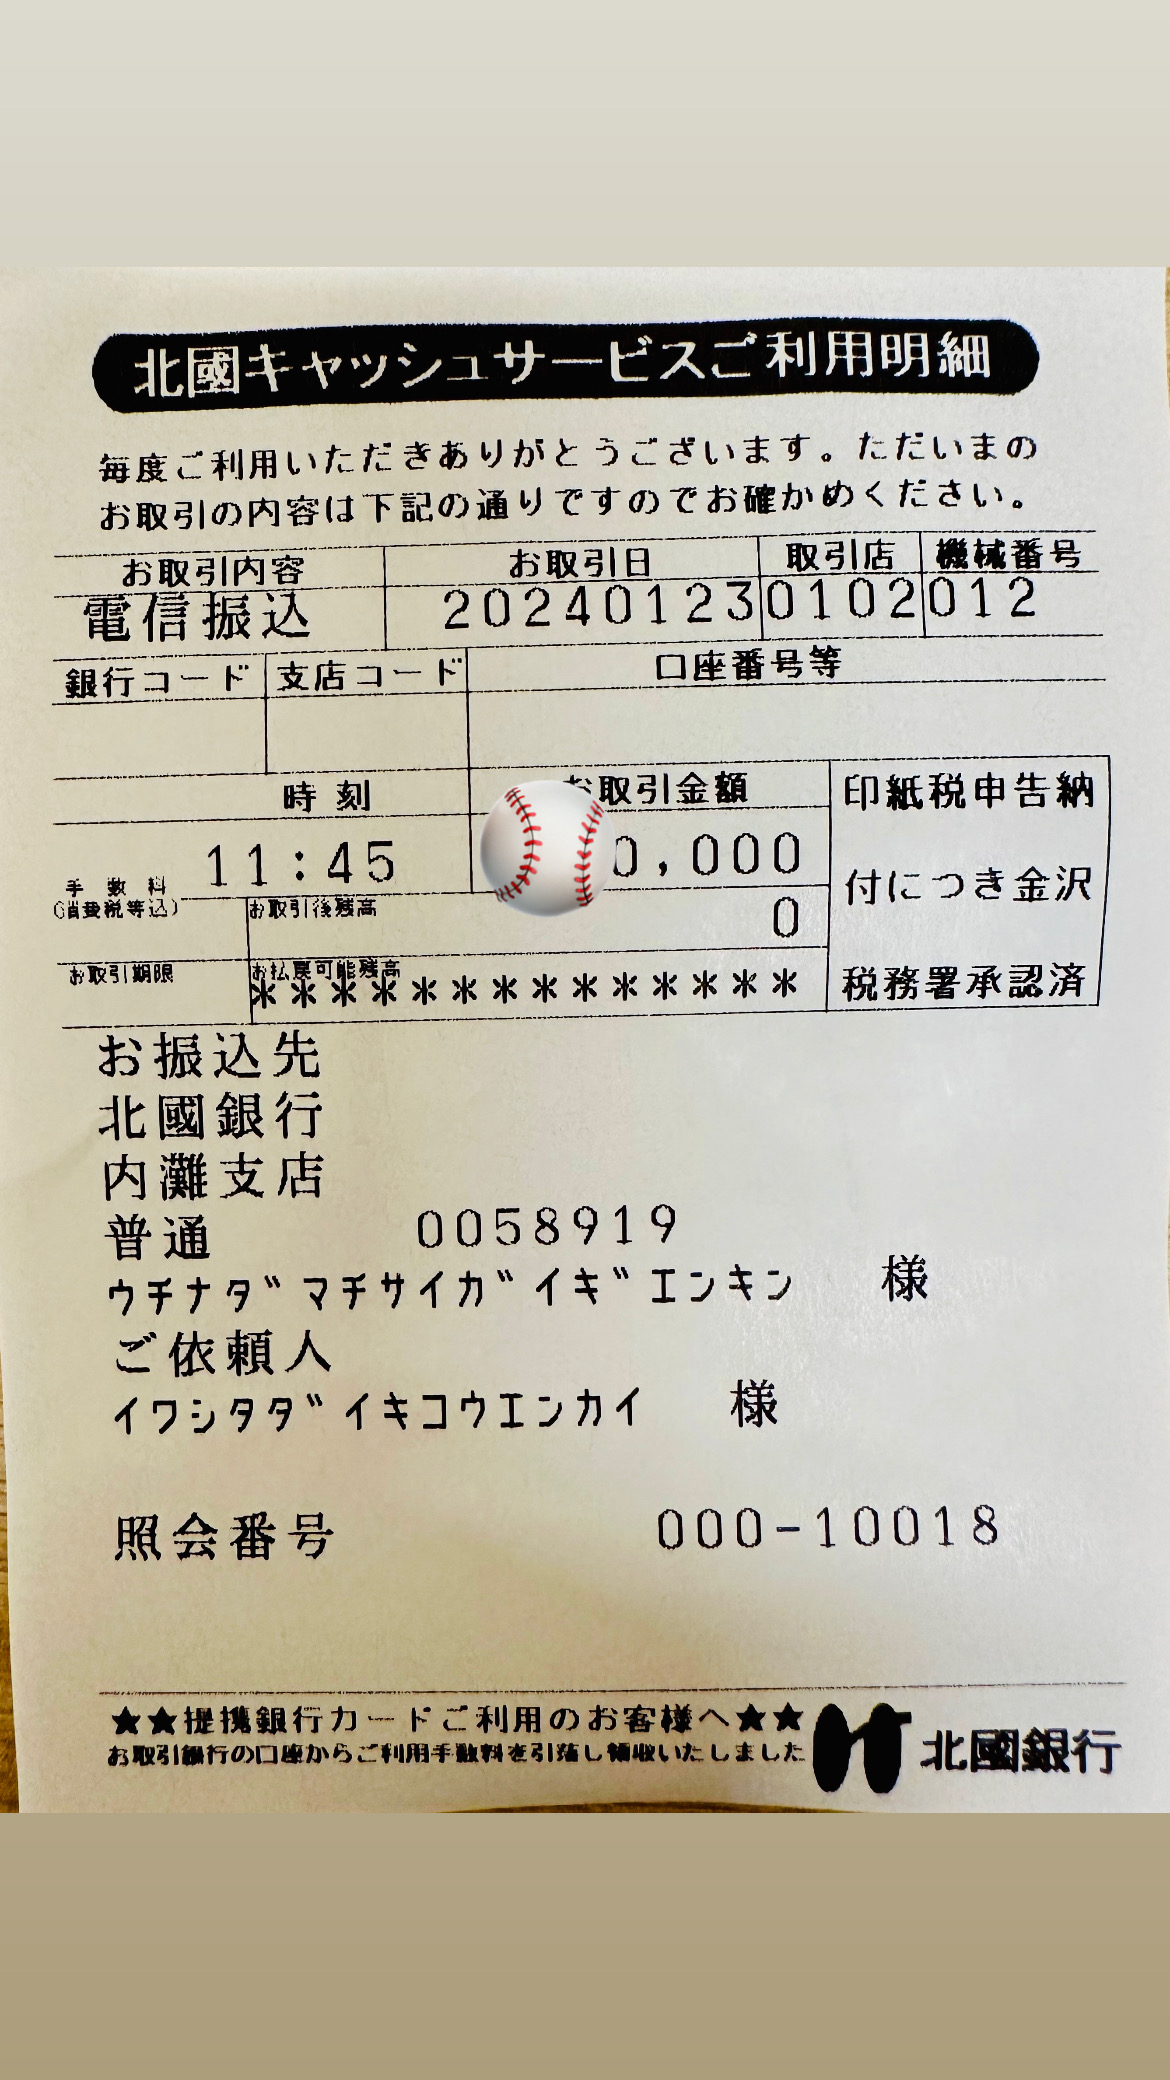 北國キャッシュサービスご利用明細
毎度ご利用いただきありがとうございます。ただいまの
お取引の内容は下記の通りですのでお確かめください。
お取引内容 お取引日 取引店 機械番号
電信振込 20240123 0102 012
銀行コード 支店コード 口座番号等
時刻 お取引金額 印紙税申告納
11:45 0,000 付につき金沢
手数料
(消費税等込) お取引後残高 0
お取引期限 お払戻可能残高 税務署承認済
**************
お振込先
北國銀行
内灘支店
普通 0058919
ウチナダマチサイガイギエンキン 様
ご依頼人
イワシタダイキコウエンカイ 様
照会番号 000-10018
★★提携銀行カードご利用のお客様へ★★
お取引銀行の口座からご利用手数料を引落し領収いたしました
北國銀行